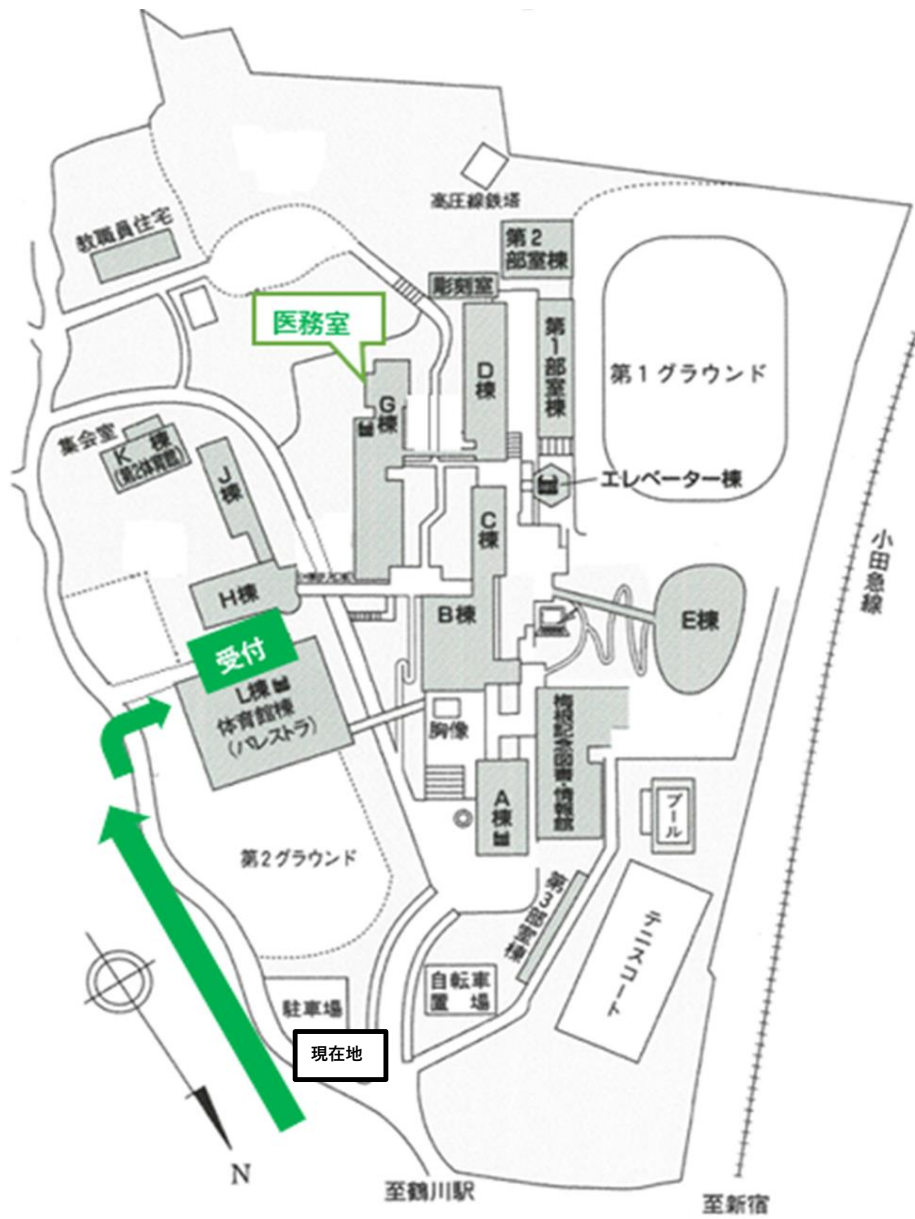 高圧線鉄塔
教職員住宅
第2
部室棟
彫刻室
医務室
第1部室棟
D棟
第1グラウンド
G棟
集会室
K棟
(第2体育館)
J棟
エレベーター棟
C棟
小田急線
H棟
B棟
E棟
受付
L棟
体育館棟
(パレストラ)
胸像
梅根記念図書・情報館
A棟
プール
第2グラウンド
第3部室棟
テニスコート
自転車
置場
駐車場
現在地
N
至鶴川駅
至新宿